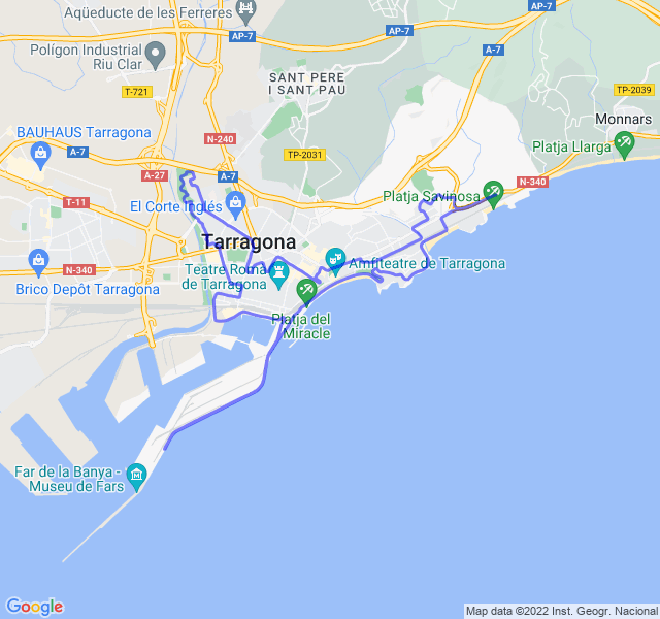 Aqüeducte de les Ferreres
AP-7
AP-7
AP-7
A-7
Polígon Industrial
Riu Clar
T-721
SANT PERE
I SANT PAU
TP-2039
Monnars
N-240
BAUHAUS Tarragona
A-7
TP-2031
Platja Llarga
A-27
A-7
N-340
Platja Savinosa
T-11
El Corte Inglés
Tarragona
N-340
Amfiteatre de Tarragona
Teatre Romà
de Tarragona
Brico Depôt Tarragona
Platja del
Miracle
Far de la Banya -
Museu de Fars
Google
Map data ©2022 Inst. Geogr. Nacional